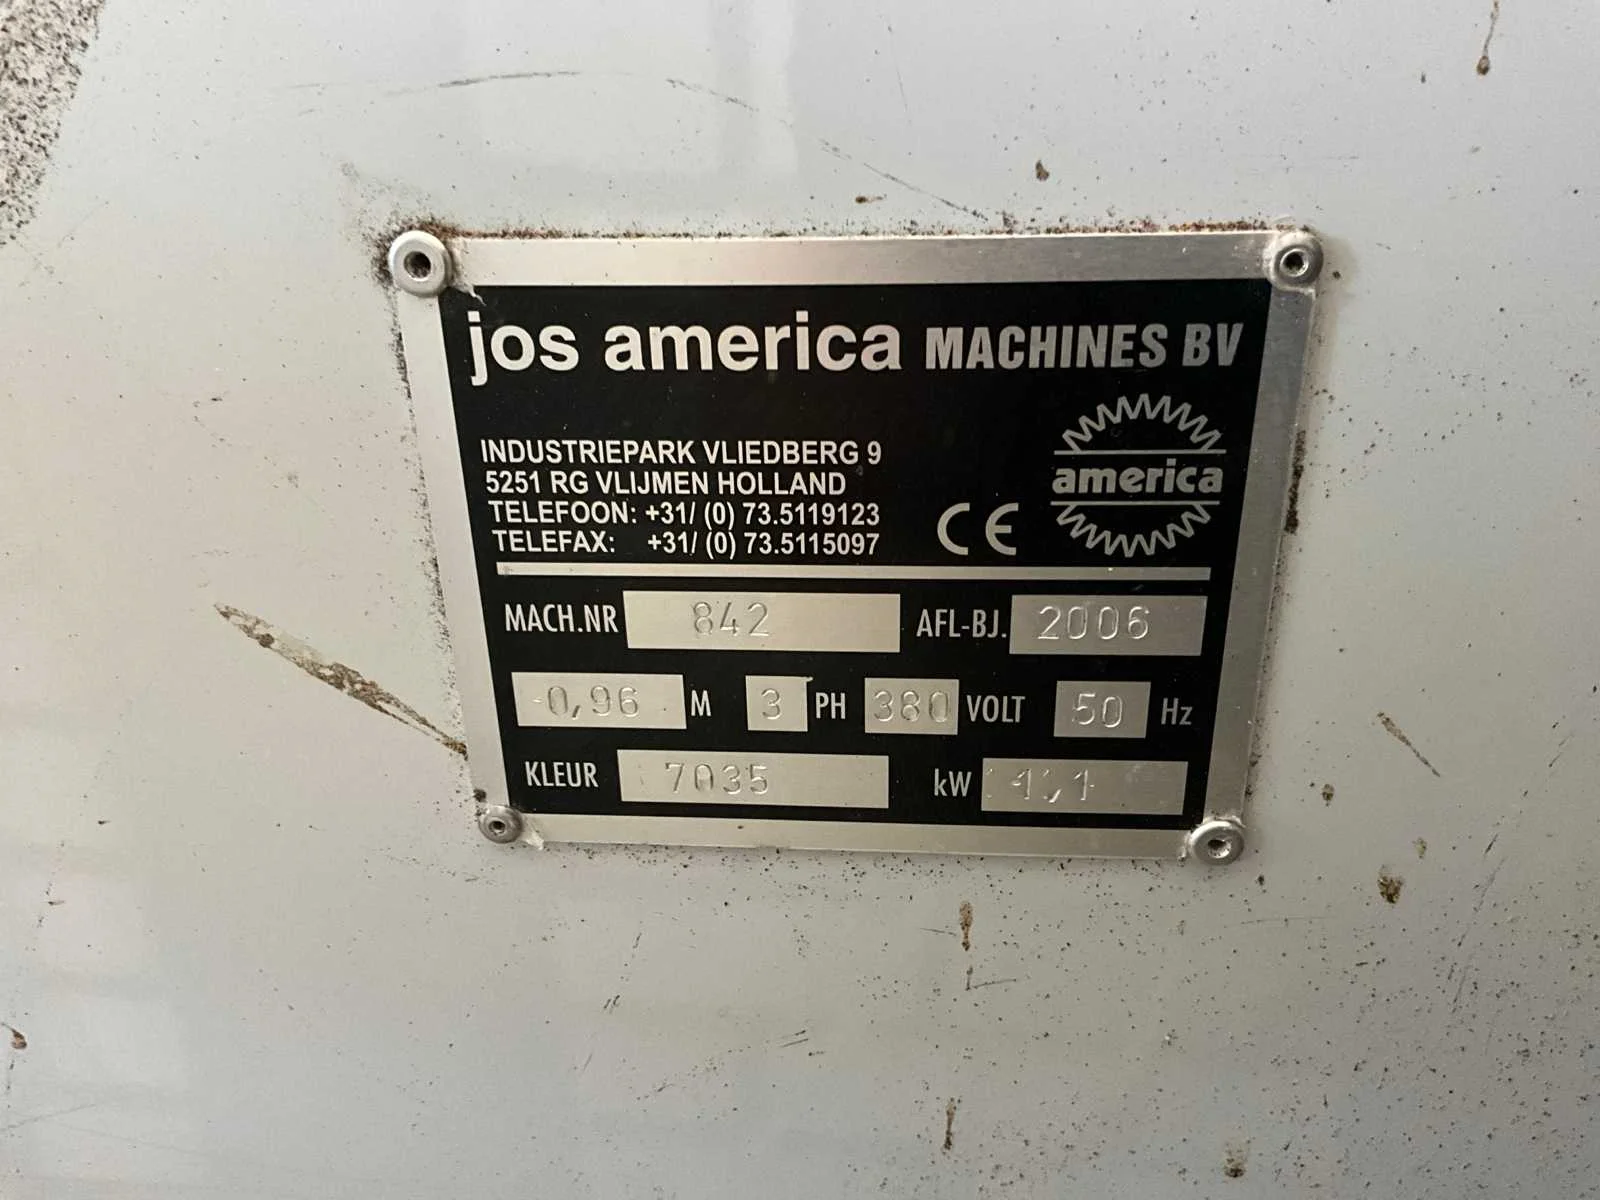 jos america MACHINES BV
INDUSTRIEPARK VLIEDBERG 9
5251 RG VLIJMEN HOLLAND
TELEFOON: +31/ (0) 73.5119123
TELEFAX: +31/ (0) 73.5115097
CE
america
MACH.NR 842 AFL-BJ. 2006
0,96 M 3 PH 380 VOLT 50 Hz
KLEUR 7035 kW 1,1